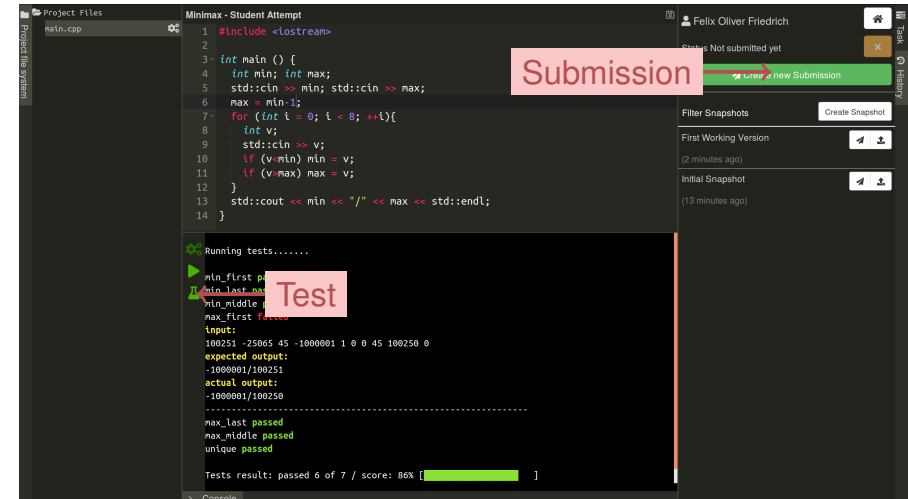 Project Files
main.cpp
Project file system
Minimax - Student Attempt
1 #include <iostream>
2
3 int main () {
4 int min; int max;
5 std::cin >> min; std::cin >> max;
6 max = min-1;
7 for (int i = 0; i < 8; ++i){
8 int v;
9 std::cin >> v;
10 if (v<min) min = v;
11 if (v>max) max = v;
12 }
13 std::cout << min << "/" << max << std::endl;
14 }
Running tests.......
min_first
min_last
min_middle
max_first failed
input:
100251 -25065 45 -1000001 1 0 0 45 100250 0
expected output:
-1000001/100251
actual output:
-1000001/100250
--------------------------------------------------------------
max_last passed
max_middle passed
unique passed
Tests result: passed 6 of 7 / score: 86% [ ]
> Console
Test
Submission
Felix Oliver Friedrich
Status Not submitted yet
Create new Submission
Filter Snapshots
Create Snapshot
First Working Version
(2 minutes ago)
Initial Snapshot
(13 minutes ago)
Task
History